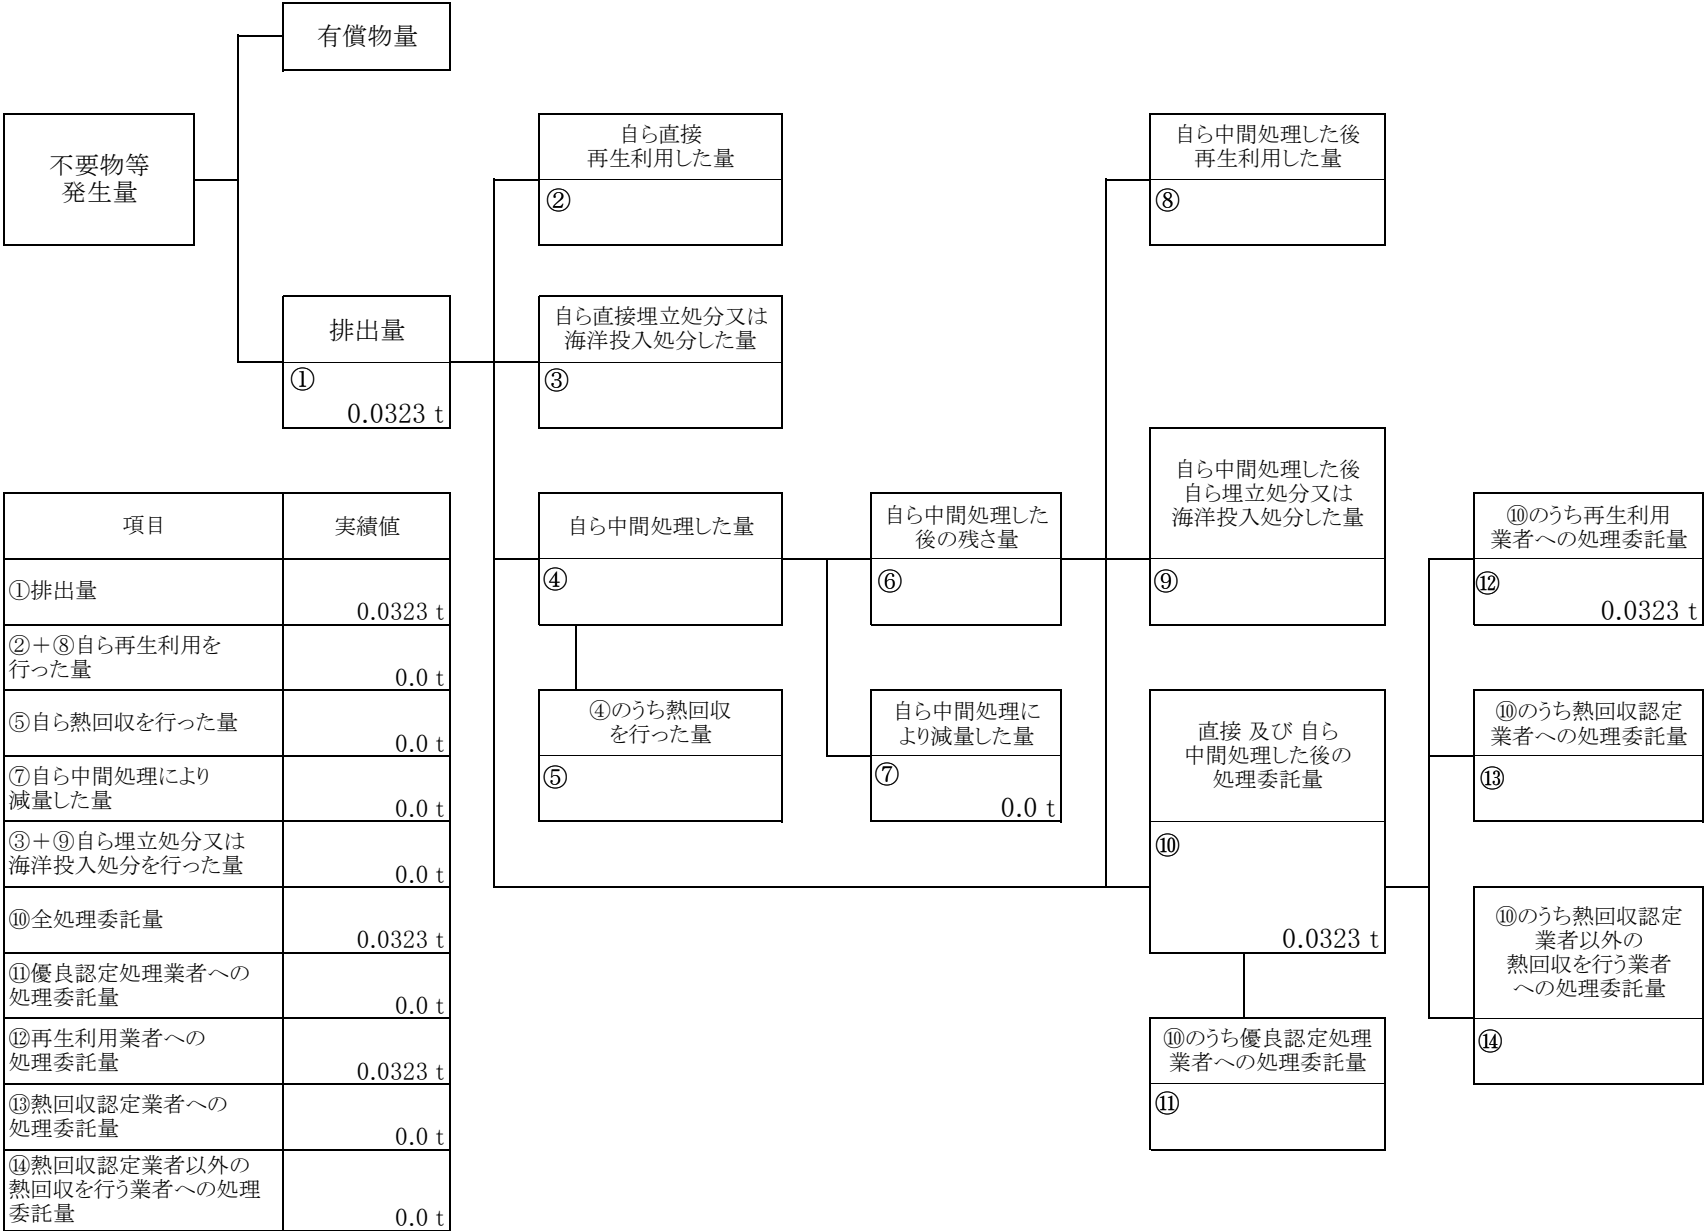 有償物量
不要物等
発生量
排出量
①
0.0323 t
自ら直接
再生利用した量
②
自ら直接埋立処分又は
海洋投入処分した量
③
自ら中間処理した量
④
④のうち熱回収
を行った量
⑤
自ら中間処理した
後の残さ量
⑥
自ら中間処理に
より減量した量
⑦
0.0 t
自ら中間処理した後
再生利用した量
⑧
自ら中間処理した後
自ら埋立処分又は
海洋投入処分した量
⑨
直接 及び 自ら
中間処理した後の
処理委託量
⑩
0.0323 t
⑩のうち優良認定処理
業者への処理委託量
⑪
⑩のうち再生利用
業者への処理委託量
⑫
0.0323 t
⑩のうち熱回収認定
業者への処理委託量
⑬
⑩のうち熱回収認定
業者以外の
熱回収を行う業者
への処理委託量
⑭
項目
実績値
①排出量
0.0323 t
②＋⑧自ら再生利用を
行った量
0.0 t
⑤自ら熱回収を行った量
0.0 t
⑦自ら中間処理により
減量した量
0.0 t
③＋⑨自ら埋立処分又は
海洋投入処分を行った量
0.0 t
⑩全処理委託量
0.0323 t
⑪優良認定処理業者への
処理委託量
0.0 t
⑫再生利用業者への
処理委託量
0.0323 t
⑬熱回収認定業者への
処理委託量
0.0 t
⑭熱回収認定業者以外の
熱回収を行う業者への処理
委託量
0.0 t